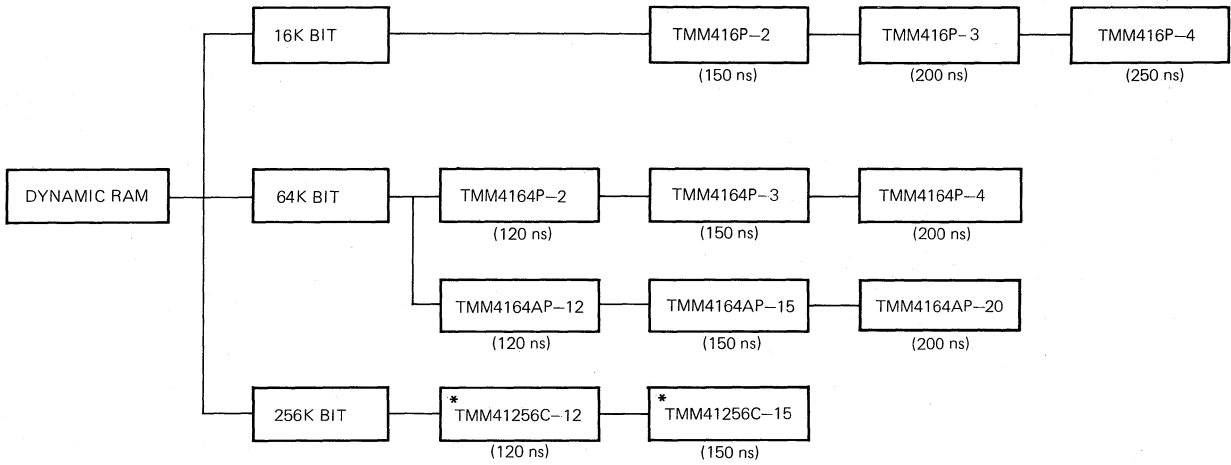 16K BIT
TMM416P–2
TMM416P–3
TMM416P–4
(150 ns)
(200 ns)
(250 ns)
DYNAMIC RAM
64K BIT
TMM4164P–2
TMM4164P–3
TMM4164P–4
(120 ns)
(150 ns)
(200 ns)
TMM4164AP–12
TMM4164AP–15
TMM4164AP–20
(120 ns)
(150 ns)
(200 ns)
256K BIT
* TMM41256C–12
* TMM41256C–15
(120 ns)
(150 ns)